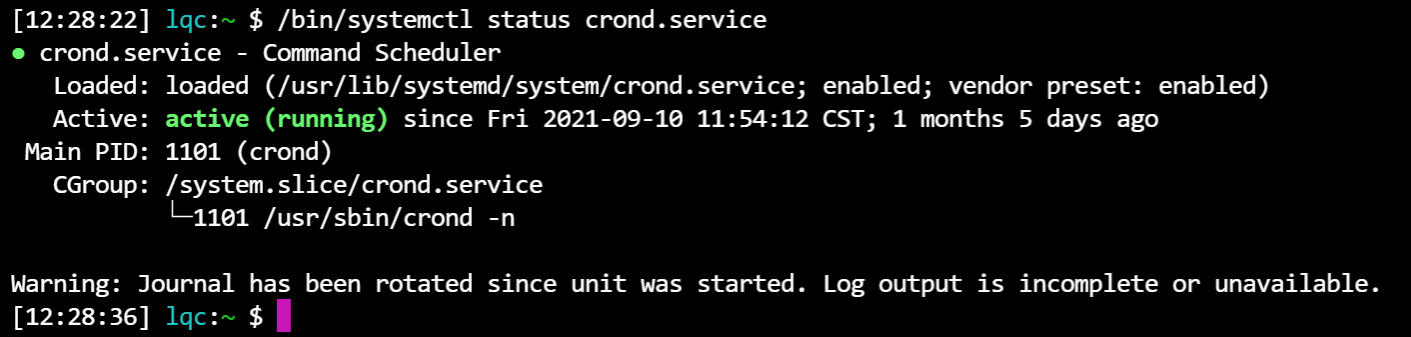 [12:28:22] lqc:~ $ /bin/systemctl status crond.service
● crond.service - Command Scheduler
   Loaded: loaded (/usr/lib/systemd/system/crond.service; enabled; vendor preset: enabled)
   Active: active (running) since Fri 2021-09-10 11:54:12 CST; 1 months 5 days ago
 Main PID: 1101 (crond)
   CGroup: /system.slice/crond.service
           └─1101 /usr/sbin/crond -n

Warning: Journal has been rotated since unit was started. Log output is incomplete or unavailable.
[12:28:36] lqc:~ $